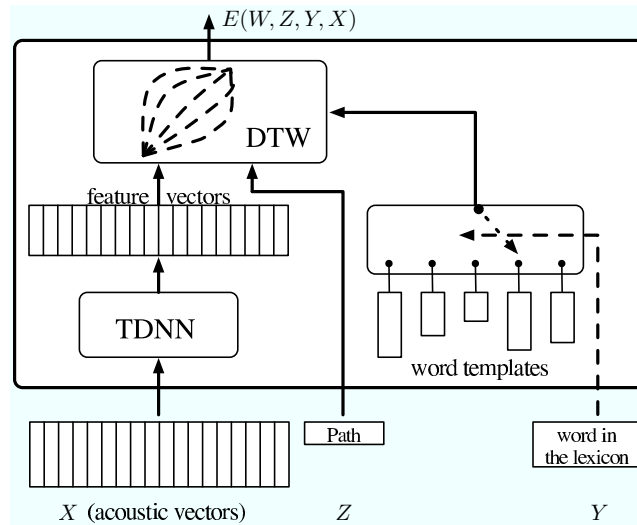 E(W, Z, Y, X)
DTW
feature vectors
TDNN
word templates
Path
word in
the lexicon
X (acoustic vectors)
Z
Y